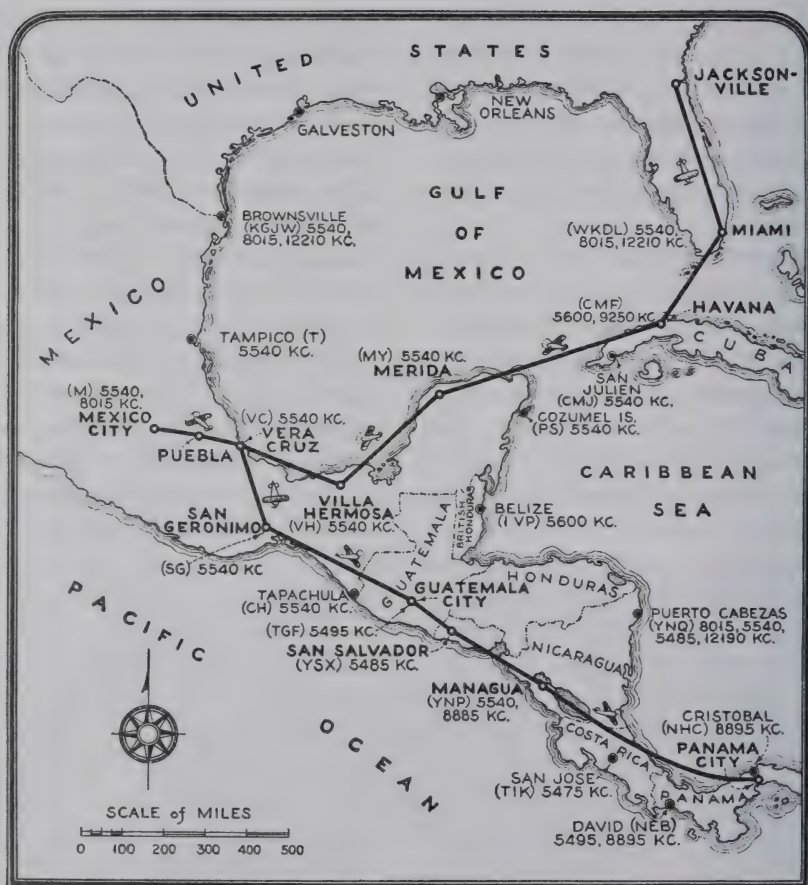 UNITED STATES
JACKSON-
VILLE
NEW
ORLEANS
GALVESTON
GULF
OF
MEXICO
BROWNSVILLE
(KGJW) 5540,
8015, 12210 KC.
(WKDL) 5540,
8015, 12210 KC.
MIAMI
MEXICO
(CMF)
5600, 9250 KC.
HAVANA
CUBA
TAMPICO (T)
5540 KC.
(MY) 5540 KC.
MERIDA
SAN
JULIEN
(CMJ) 5540 KC.
(M) 5540,
8015 KC.
MEXICO
CITY
(VC) 5540 KC.
VERA
CRUZ
PUEBLA
COZUMEL IS.
(PS) 5540 KC.
CARIBBEAN
SEA
VILLA
HERMOSA
(VH) 5540 KC.
SAN
GERONIMO
(SG) 5540 KC
GUATEMALA
BRITISH
HONDURAS
BELIZE
(IVP) 5600 KC.
HONDURAS
TAPACHULA
(CH) 5540 KC.
GUATEMALA
CITY
(TGF) 5495 KC.
SAN SALVADOR
(YSX) 5485 KC.
PUERTO CABEZAS
(YNQ) 8015, 5540,
5485, 12190 KC.
NICARAGUA
MANAGUA
(YNP) 5540,
8885 KC.
PACIFIC
OCEAN
COSTA RICA
CRISTOBAL
(NHC) 8895 KC.
PANAMA
CITY
SAN JOSE
(TIK) 5475 KC.
PANAMA
DAVID (NEB)
5495, 8895 KC.
SCALE of MILES
0 100 200 300 400 500